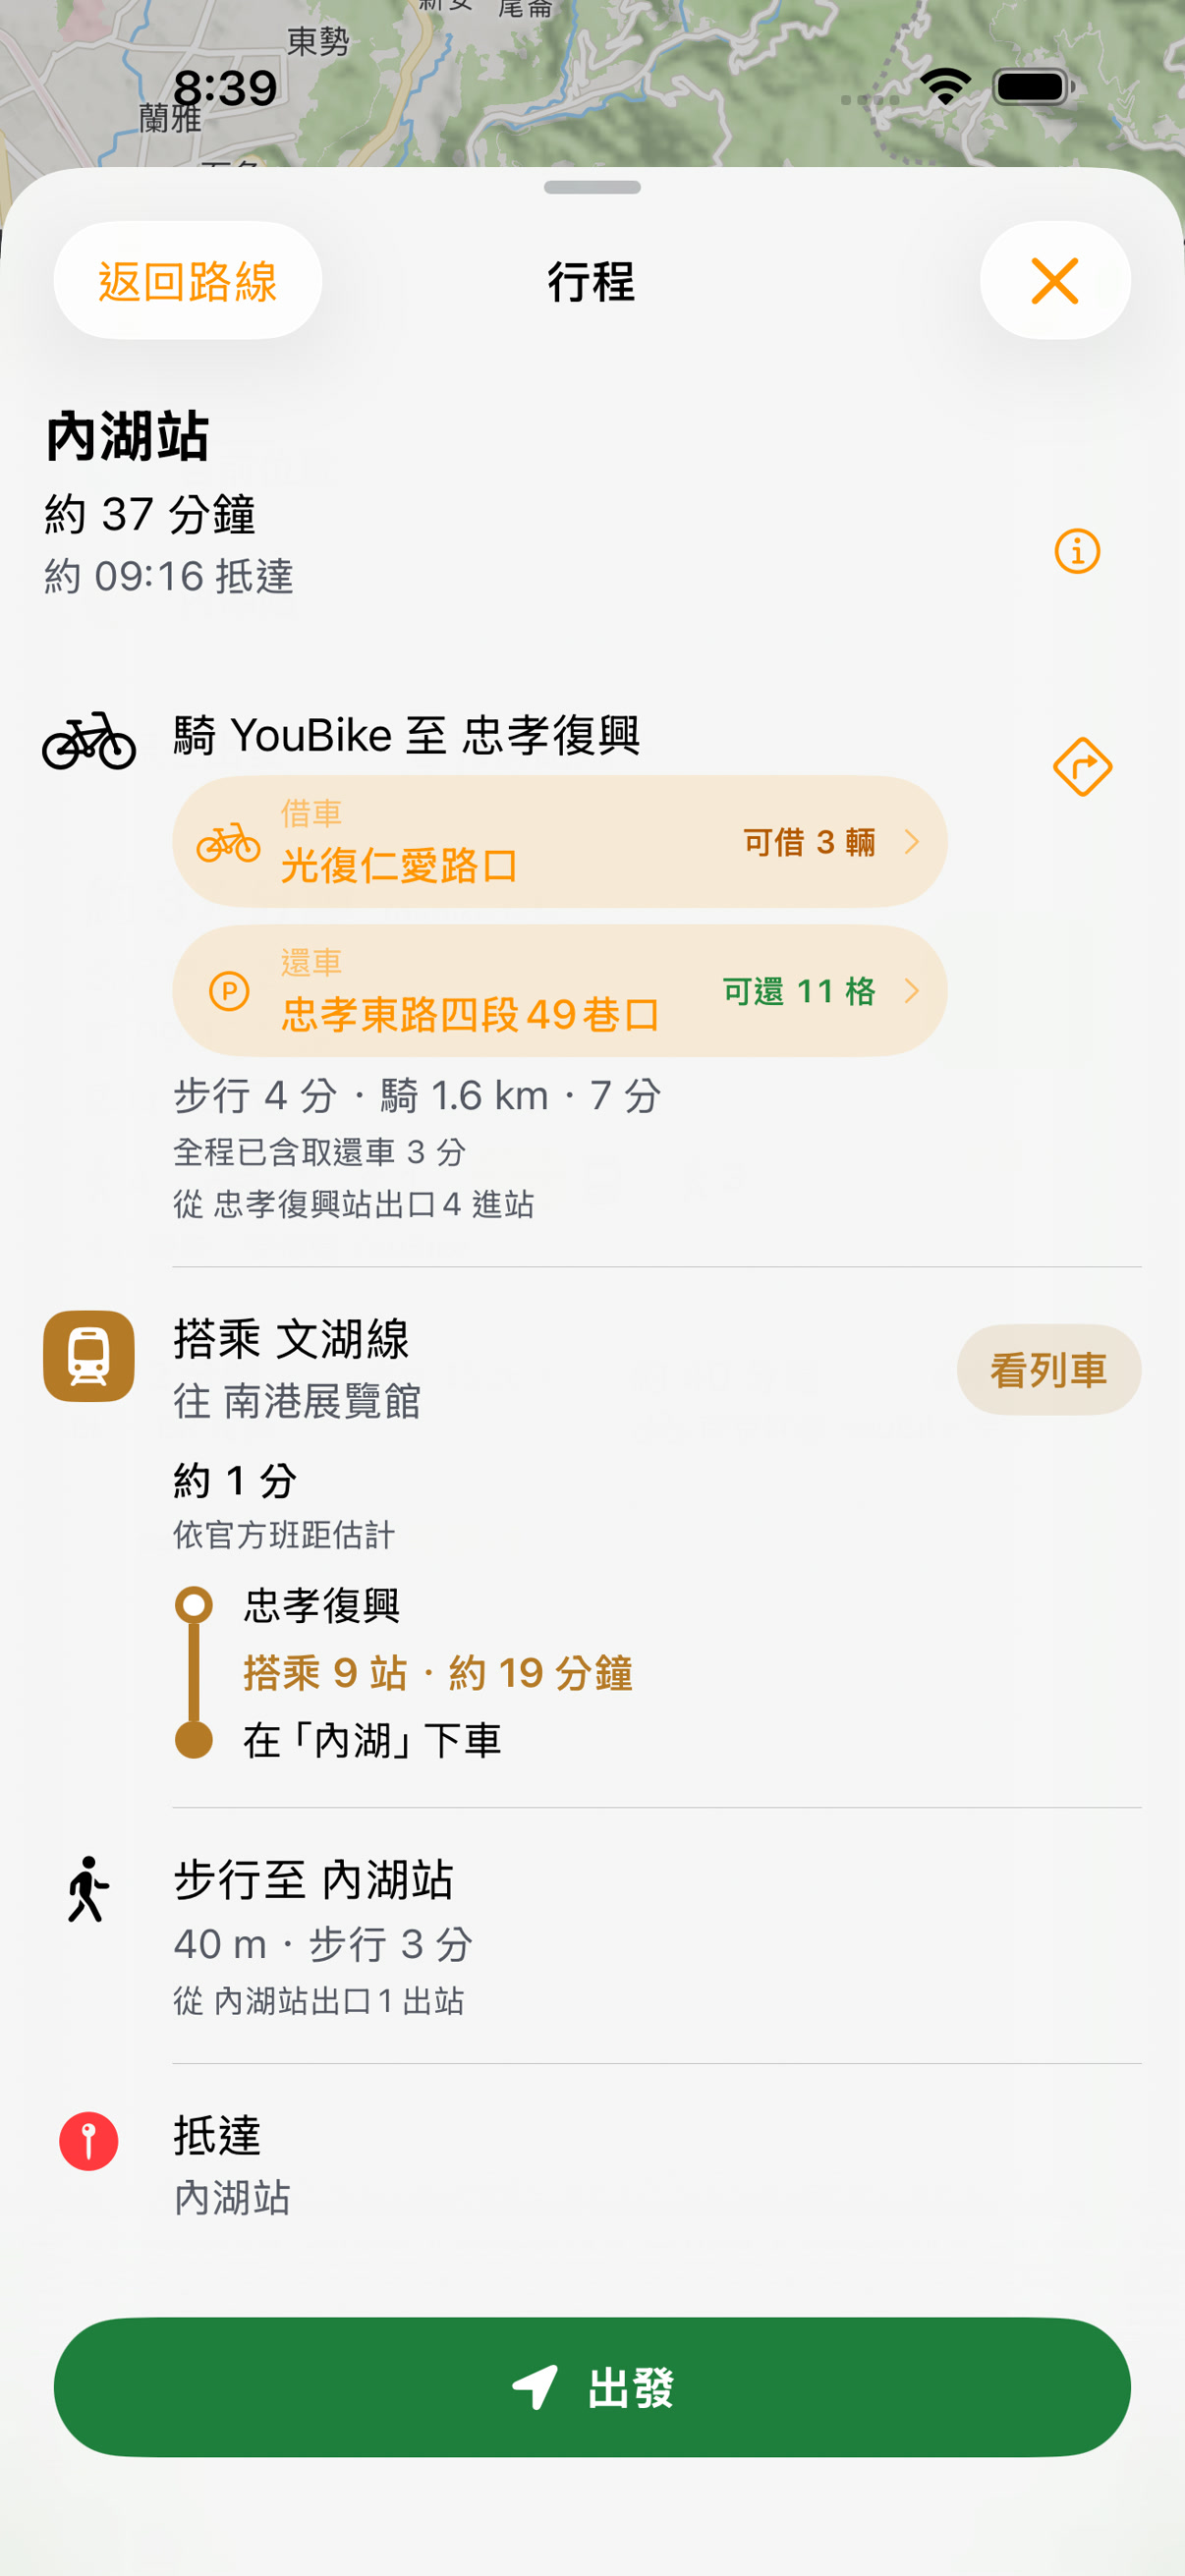 東勢
8:39
蘭雅
返回路線
行程
內湖站
約 37 分鐘
約 09:16 抵達
騎 YouBike 至 忠孝復興
借車
光復仁愛路口
可借 3 輛
還車
忠孝東路四段49巷口
可還 11 格
步行 4 分 · 騎 1.6 km · 7 分
全程已含取還車 3 分
從 忠孝復興站出口4 進站
搭乘 文湖線
往 南港展覽館
看列車
約 1 分
依官方班距估計
忠孝復興
搭乘 9 站 · 約 19 分鐘
在「內湖」下車
步行至 內湖站
40 m · 步行 3 分
從 內湖站出口1出站
抵達
內湖站
出發